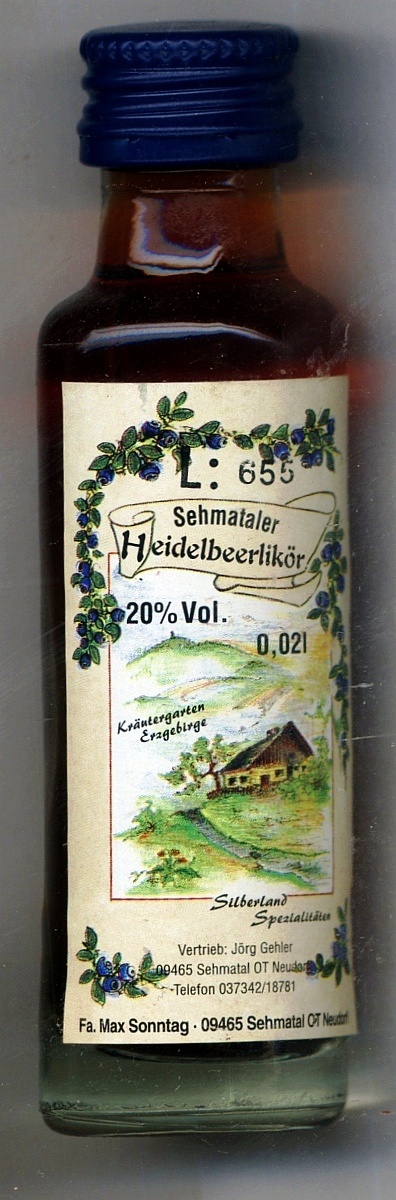 L: 655
Sehmataler
Heidelbeerlikör
20% Vol.
0,02l
Kräutergarten
Erzgebirge
Silberland
Spezialitäten
Vertrieb: Jörg Gehler
09465 Sehmatal OT Neudorf
Telefon 037342/18781
Fa. Max Sonntag · 09465 Sehmatal OT Neudorf